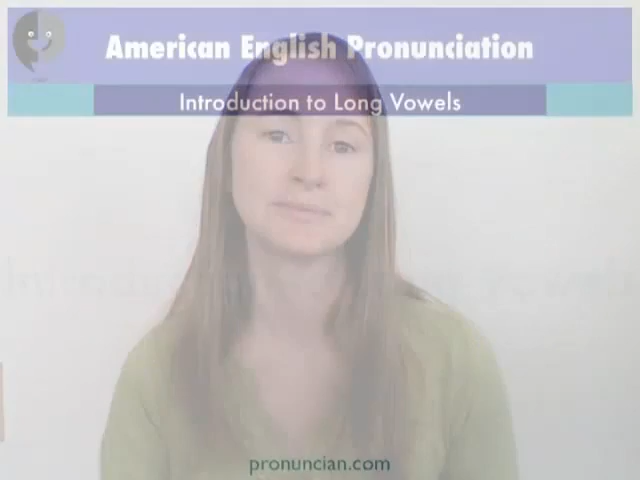 American English Pronunciation
Introduction to Long Vowels
pronuncian.com